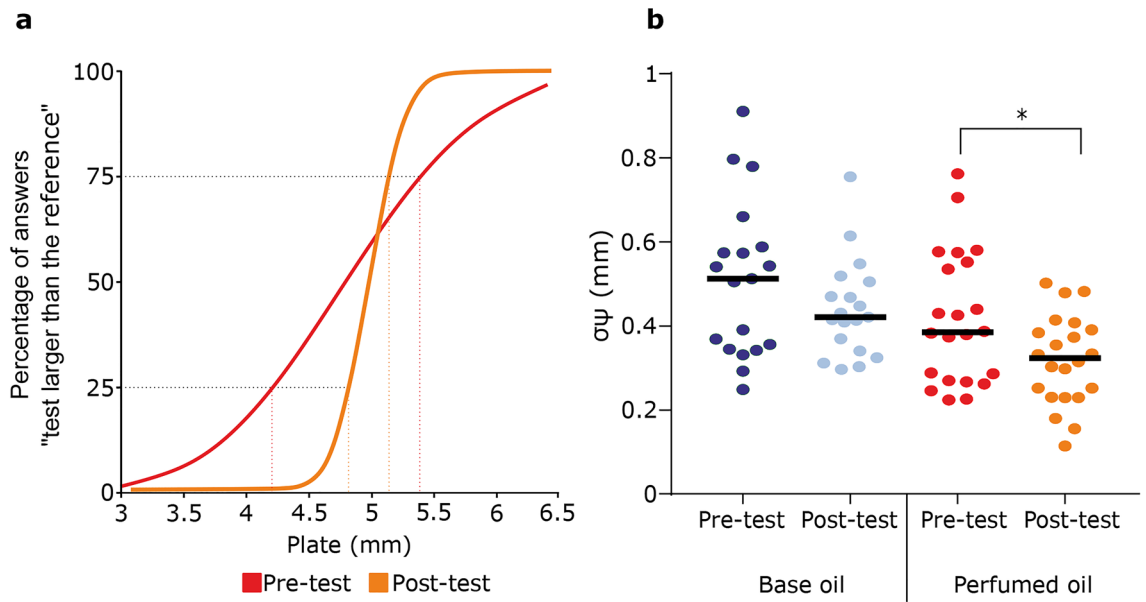 a
Percentage of answers
"test larger than the reference"
100
75
50
25
0
3
3.5
4
4.5
5
5.5
6
6.5
Plate (mm)
Pre-test
Post-test
b
σψ (mm)
1
0.8
0.6
0.4
0.2
0
*
Pre-test
Post-test
Pre-test
Post-test
Base oil
Perfumed oil